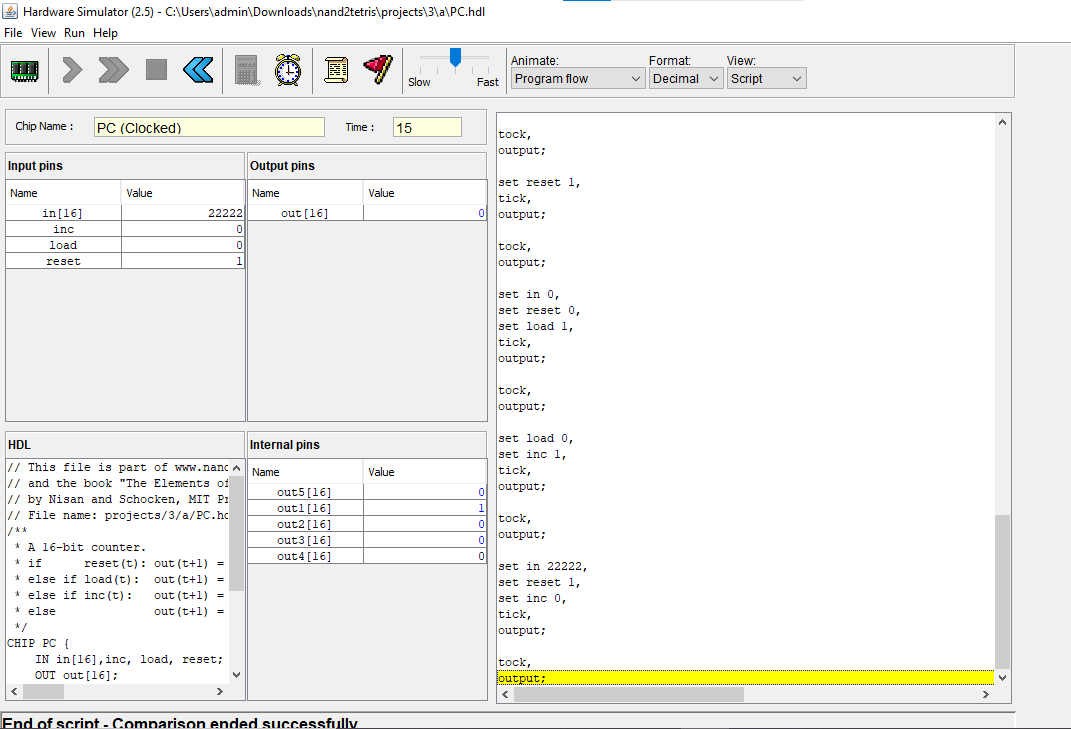 Hardware Simulator (2.5) - C:\Users\admin\Downloads\nand2tetris\projects\3\a\PC.hdl
File View Run Help
Slow Fast
Animate: Format: View:
Program flow Decimal Script
Chip Name : PC (Clocked) Time : 15
Input pins
Name Value
in[16] 22222
inc 0
load 0
reset 1
Output pins
Name Value
out[16] 0
HDL
// This file is part of www.nand
// and the book "The Elements of
// by Nisan and Schocken, MIT Pr
// File name: projects/3/a/PC.hd
/**
* A 16-bit counter.
* if reset(t): out(t+1) =
* else if load(t): out(t+1) =
* else if inc(t): out(t+1) =
* else out(t+1) =
*/
CHIP PC {
IN in[16],inc, load, reset;
OUT out[16];
Internal pins
Name Value
out5[16] 0
out1[16] 1
out2[16] 0
out3[16] 0
out4[16] 0
tock,
output;
set reset 1,
tick,
output;
tock,
output;
set in 0,
set reset 0,
set load 1,
tick,
output;
tock,
output;
set load 0,
set inc 1,
tick,
output;
tock,
output;
set in 22222,
set reset 1,
set inc 0,
tick,
output;
tock,
output;
End of script - Comparison ended successfully